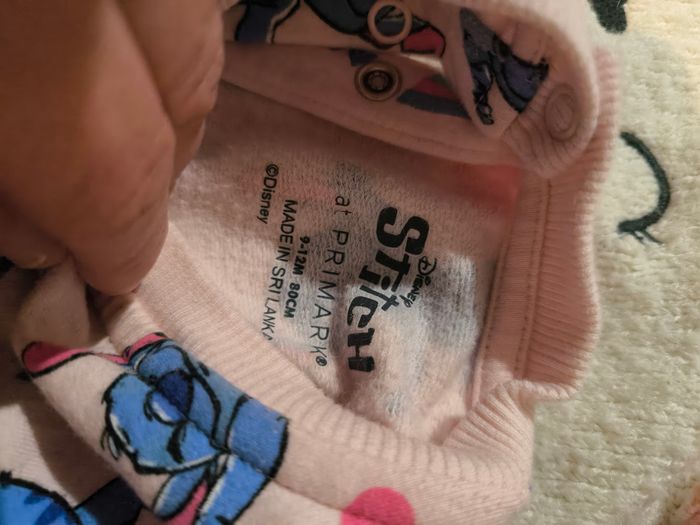 Disney
Stitch
at PRIMARK®
9-12M 80CM
MADE IN SRI LANKA
©Disney